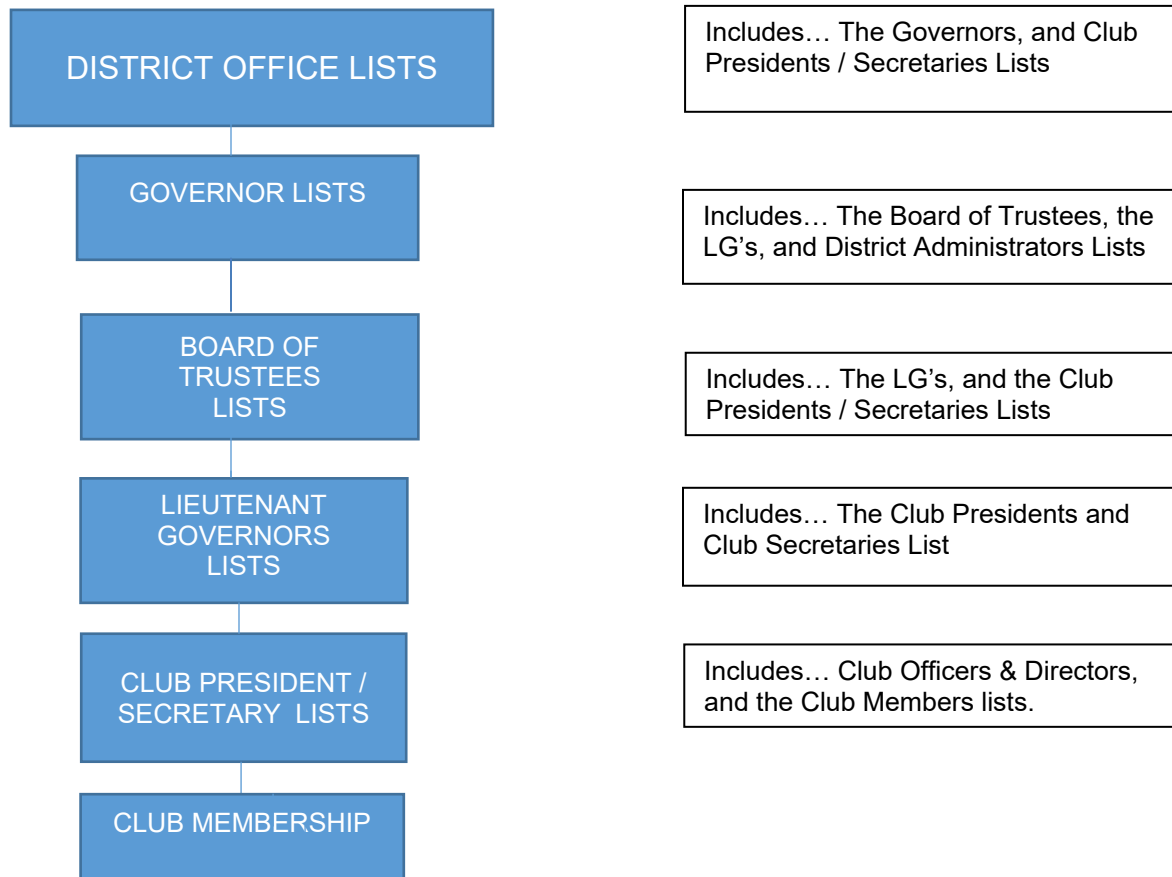 DISTRICT OFFICE LISTS
Includes… The Governors, and Club
Presidents / Secretaries Lists
GOVERNOR LISTS
Includes… The Board of Trustees, the
LG’s, and District Administrators Lists
BOARD OF
TRUSTEES
LISTS
Includes… The LG’s, and the Club
Presidents / Secretaries Lists
LIEUTENANT
GOVERNORS
LISTS
Includes… The Club Presidents and
Club Secretaries List
CLUB PRESIDENT /
SECRETARY  LISTS
Includes… Club Officers & Directors,
and the Club Members lists.
CLUB MEMBERSHIP